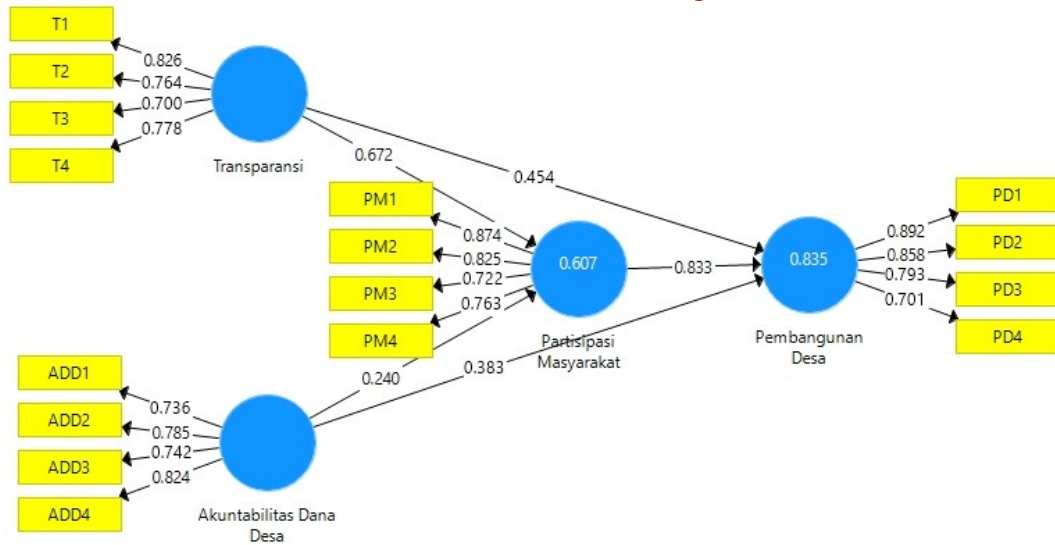 T1
T2
T3
T4
0.826
0.764
0.700
0.778
Transparansi
0.672
0.454
PM1
PM2
PM3
PM4
0.874
0.825
0.722
0.763
0.607
Partisipasi
Masyarakat
0.833
0.835
Pembangunan
Desa
PD1
PD2
PD3
PD4
0.892
0.858
0.793
0.701
0.240
0.383
ADD1
ADD2
ADD3
ADD4
0.736
0.785
0.742
0.824
Akuntabilitas Dana
Desa